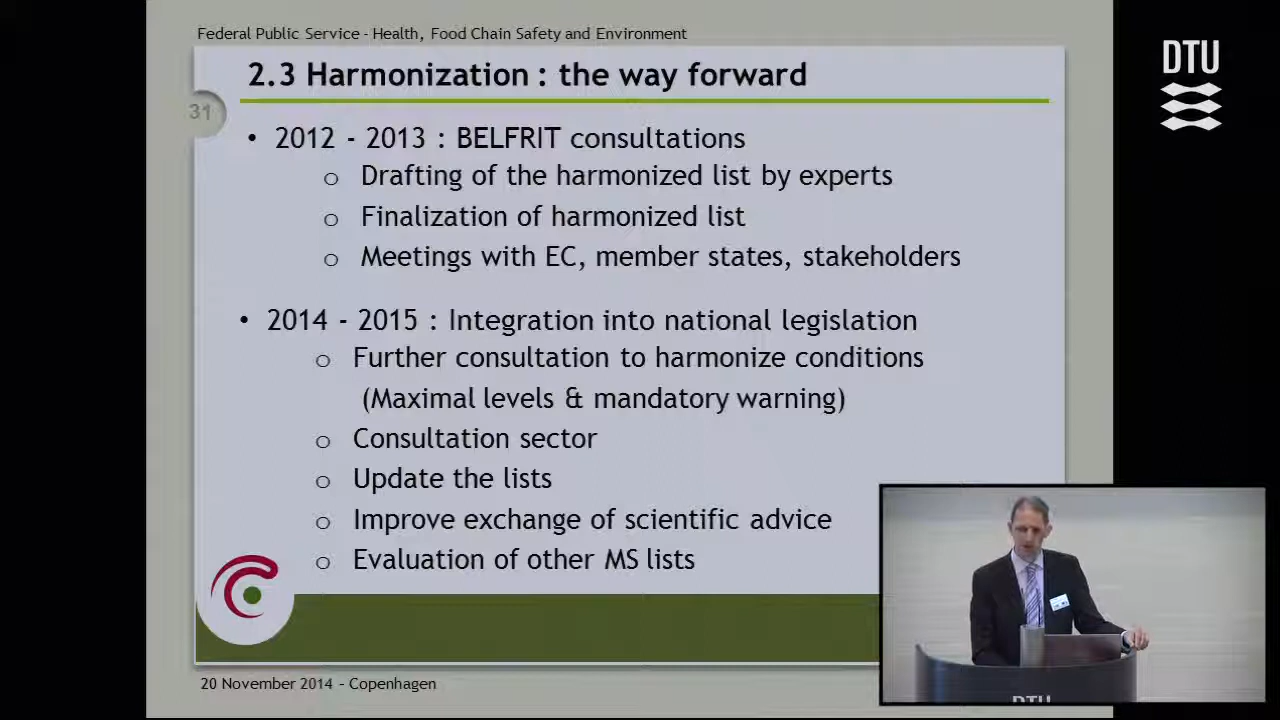 Federal Public Service - Health, Food Chain Safety and Environment
2.3 Harmonization : the way forward
31
• 2012 - 2013 : BELFRIT consultations
o Drafting of the harmonized list by experts
o Finalization of harmonized list
o Meetings with EC, member states, stakeholders
• 2014 - 2015 : Integration into national legislation
o Further consultation to harmonize conditions
(Maximal levels & mandatory warning)
o Consultation sector
o Update the lists
o Improve exchange of scientific advice
o Evaluation of other MS lists
20 November 2014 - Copenhagen
DTU
DTU